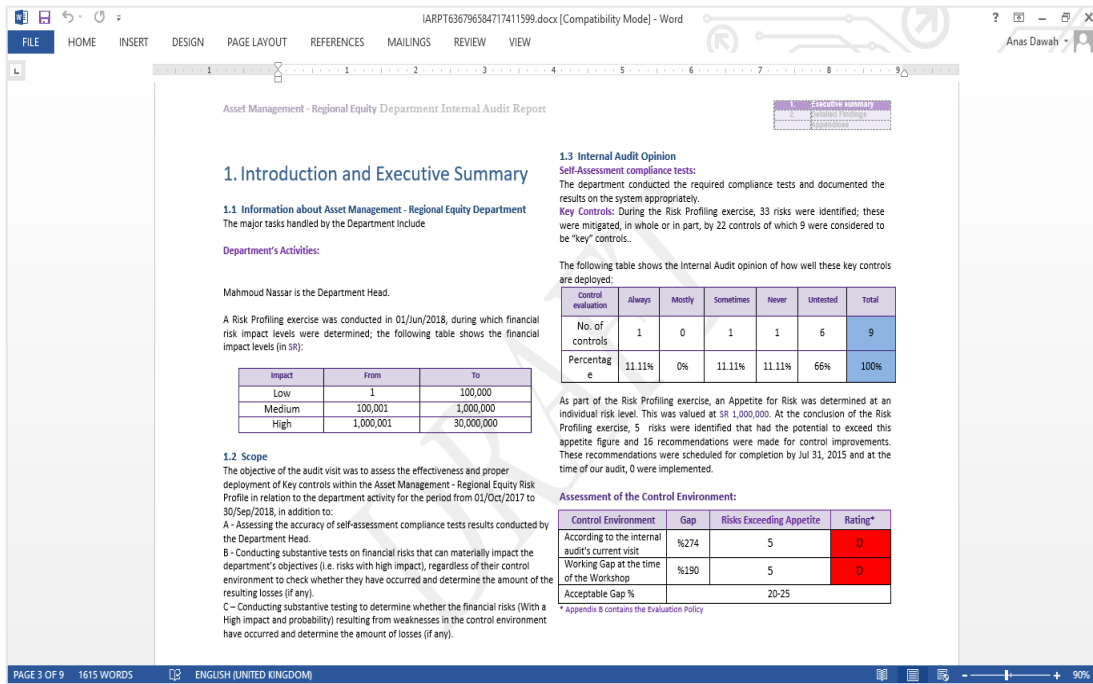 IARPT636796584717411599.docx [Compatibility Mode] - Word
FILE HOME INSERT DESIGN PAGE LAYOUT REFERENCES MAILINGS REVIEW VIEW
Anas Dawah
1 1 2 3 4 5 6 7 8 9
Asset Management - Regional Equity Department Internal Audit Report
1. Executive summary
2. Detailed Findings
Appendices
1. Introduction and Executive Summary
1.1 Information about Asset Management - Regional Equity Department
The major tasks handled by the Department Include
Department's Activities:
Mahmoud Nassar is the Department Head.
A Risk Profiling exercise was conducted in 01/Jun/2018, during which financial
risk impact levels were determined; the following table shows the financial
impact levels (in SR):
Impact From To
Low 1 100,000
Medium 100,001 1,000,000
High 1,000,001 30,000,000
1.2 Scope
The objective of the audit visit was to assess the effectiveness and proper
deployment of Key controls within the Asset Management - Regional Equity Risk
Profile in relation to the department activity for the period from 01/Oct/2017 to
30/Sep/2018, in addition to:
A - Assessing the accuracy of self-assessment compliance tests results conducted by
the Department Head.
B - Conducting substantive tests on financial risks that can materially impact the
department's objectives (i.e. risks with high impact), regardless of their control
environment to check whether they have occurred and determine the amount of the
resulting losses (if any).
C – Conducting substantive testing to determine whether the financial risks (With a
High impact and probability) resulting from weaknesses in the control environment
have occurred and determine the amount of losses (if any).
1.3 Internal Audit Opinion
Self-Assessment compliance tests:
The department conducted the required compliance tests and documented the
results on the system appropriately.
Key Controls: During the Risk Profiling exercise, 33 risks were identified; these
were mitigated, in whole or in part, by 22 controls of which 9 were considered to
be "key" controls..
The following table shows the Internal Audit opinion of how well these key controls
are deployed:
Control
evaluation Always Mostly Sometimes Never Untested Total
No. of
controls 1 0 1 1 6 9
Percentag
e 11.11% 0% 11.11% 11.11% 66% 100%
As part of the Risk Profiling exercise, an Appetite for Risk was determined at an
individual risk level. This was valued at SR 1,000,000. At the conclusion of the Risk
Profiling exercise, 5 risks were identified that had the potential to exceed this
appetite figure and 16 recommendations were made for control improvements.
These recommendations were scheduled for completion by Jul 31, 2015 and at the
time of our audit, 0 were implemented.
Assessment of the Control Environment:
Control Environment Gap Risks Exceeding Appetite Rating*
According to the internal
audit's current visit %274 5 D
Working Gap at the time
of the Workshop %190 5 D
Acceptable Gap % 20-25
* Appendix B contains the Evaluation Policy
DRAFT
PAGE 3 OF 9 1615 WORDS ENGLISH (UNITED KINGDOM) 90%